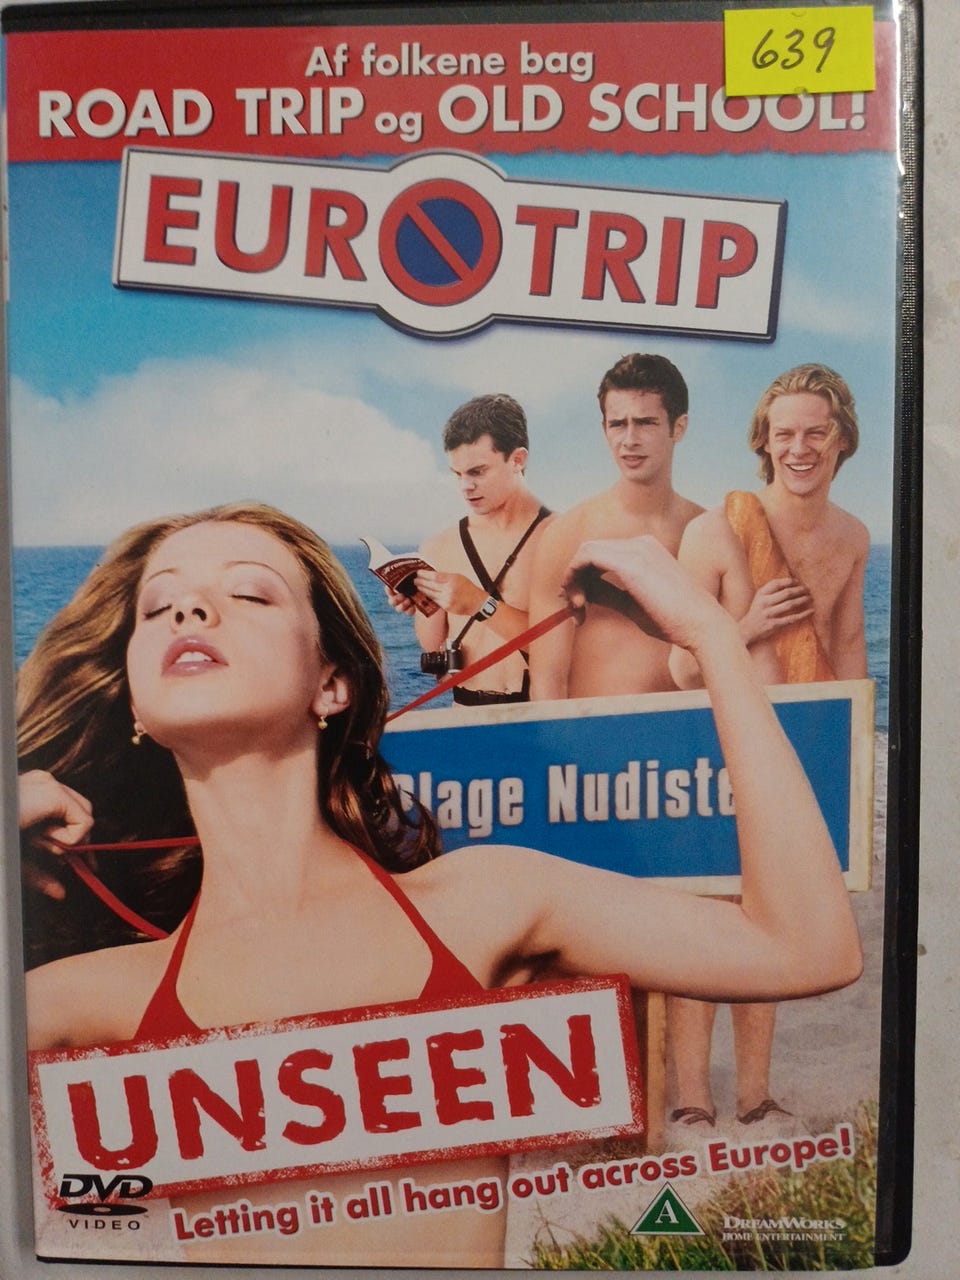 639
Af folkene bag
ROAD TRIP og OLD SCHOOL!
EUROTRIP
Plage Nudiste
UNSEEN
DVD
VIDEO
Letting it all hang out across Europe!
A
DREAMWORKS
HOME ENTERTAINMENT